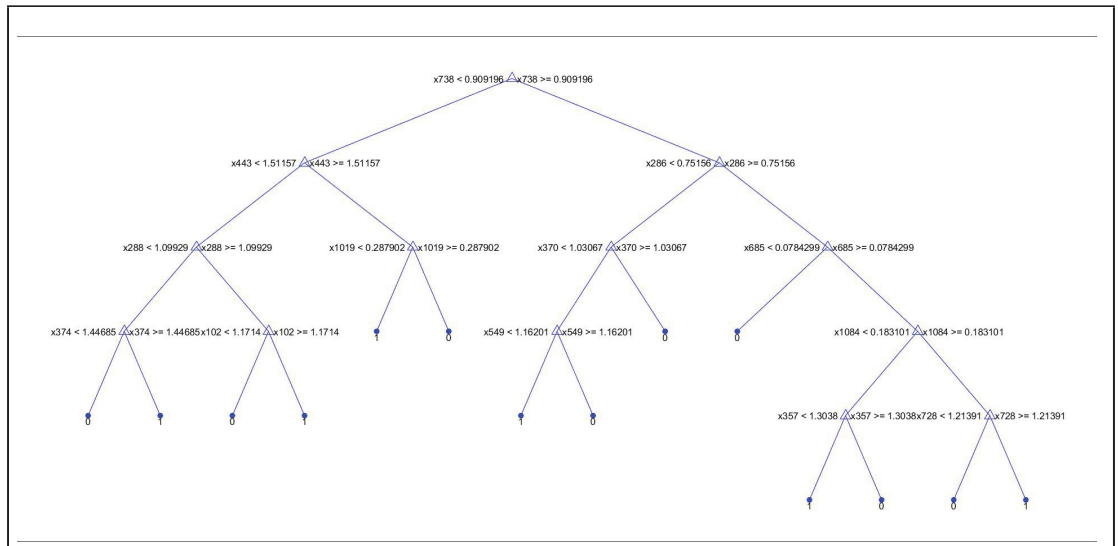 x738 < 0.909196 x738 >= 0.909196
x443 < 1.51157 x443 >= 1.51157 x286 < 0.75156 x286 >= 0.75156
x288 < 1.09929 x288 >= 1.09929 x1019 < 0.287902 x1019 >= 0.287902 x370 < 1.03067 x370 >= 1.03067 x685 < 0.0784299 x685 >= 0.0784299
x374 < 1.44685 x374 >= 1.44685 x102 < 1.1714 x102 >= 1.1714 1 0 x549 < 1.16201 x549 >= 1.16201 0 0 x1084 < 0.183101 x1084 >= 0.183101
0 1 0 1 1 0 x357 < 1.3038 x357 >= 1.3038 x728 < 1.21391 x728 >= 1.21391
1 0 0 1